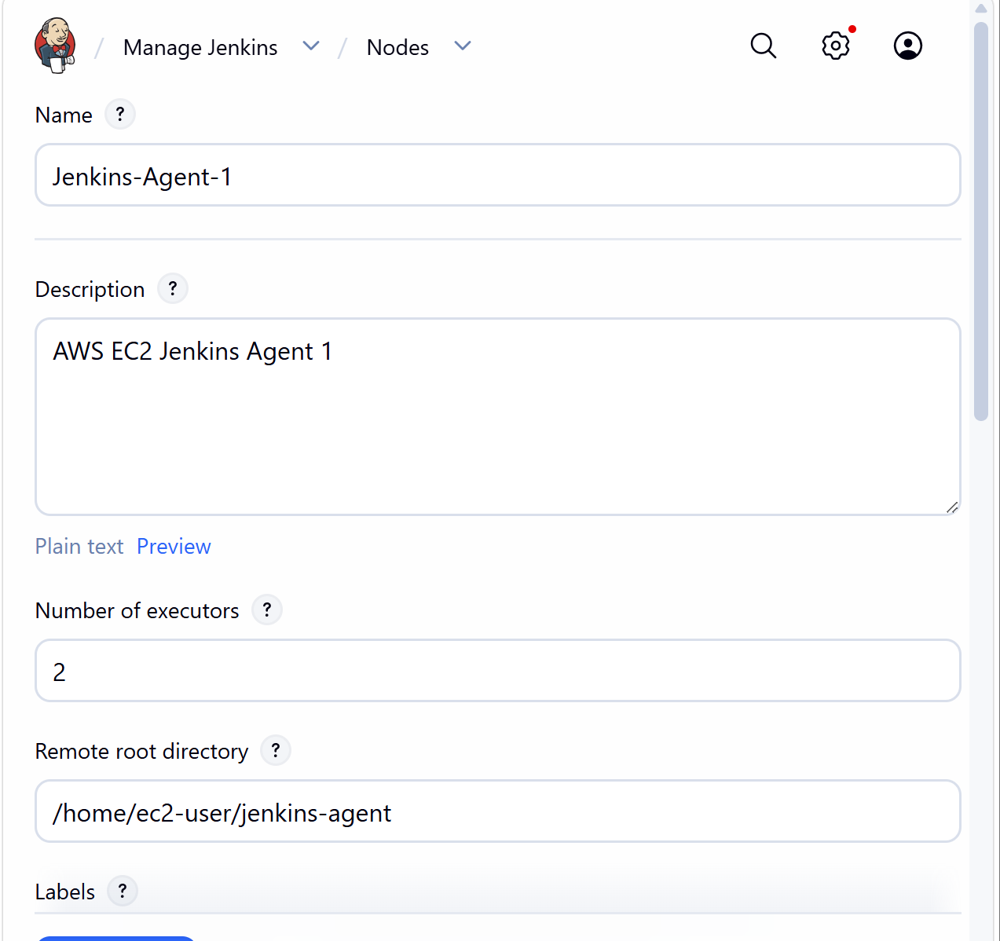 / Manage Jenkins / Nodes
Name ?
Jenkins-Agent-1
Description ?
AWS EC2 Jenkins Agent 1
Plain text Preview
Number of executors ?
2
Remote root directory ?
/home/ec2-user/jenkins-agent
Labels ?